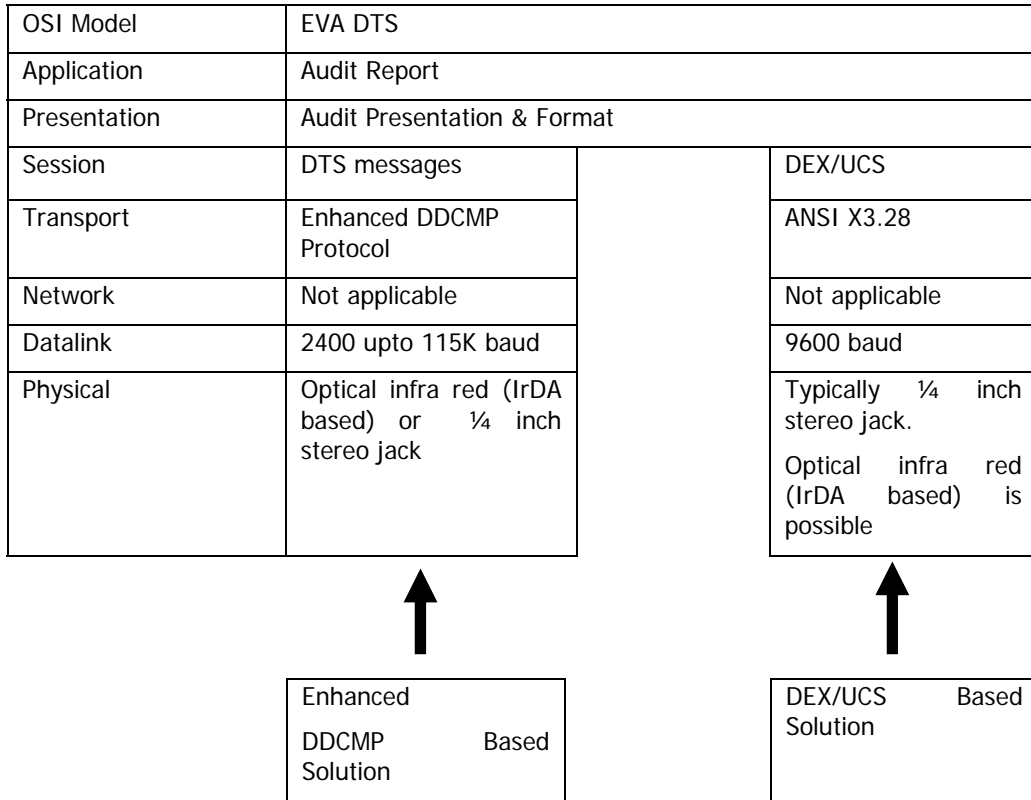 OSI Model EVA DTS
Application Audit Report
Presentation Audit Presentation & Format
Session DTS messages DEX/UCS
Transport Enhanced DDCMP ANSI X3.28
Protocol
Network Not applicable Not applicable
Datalink 2400 upto 115K baud 9600 baud
Physical Optical infra red (IrDA Typically ¼ inch
based) or ¼ inch stereo jack.
stereo jack
Optical infra red
(IrDA based) is
possible
Enhanced DEX/UCS Based
Solution
DDCMP Based
Solution